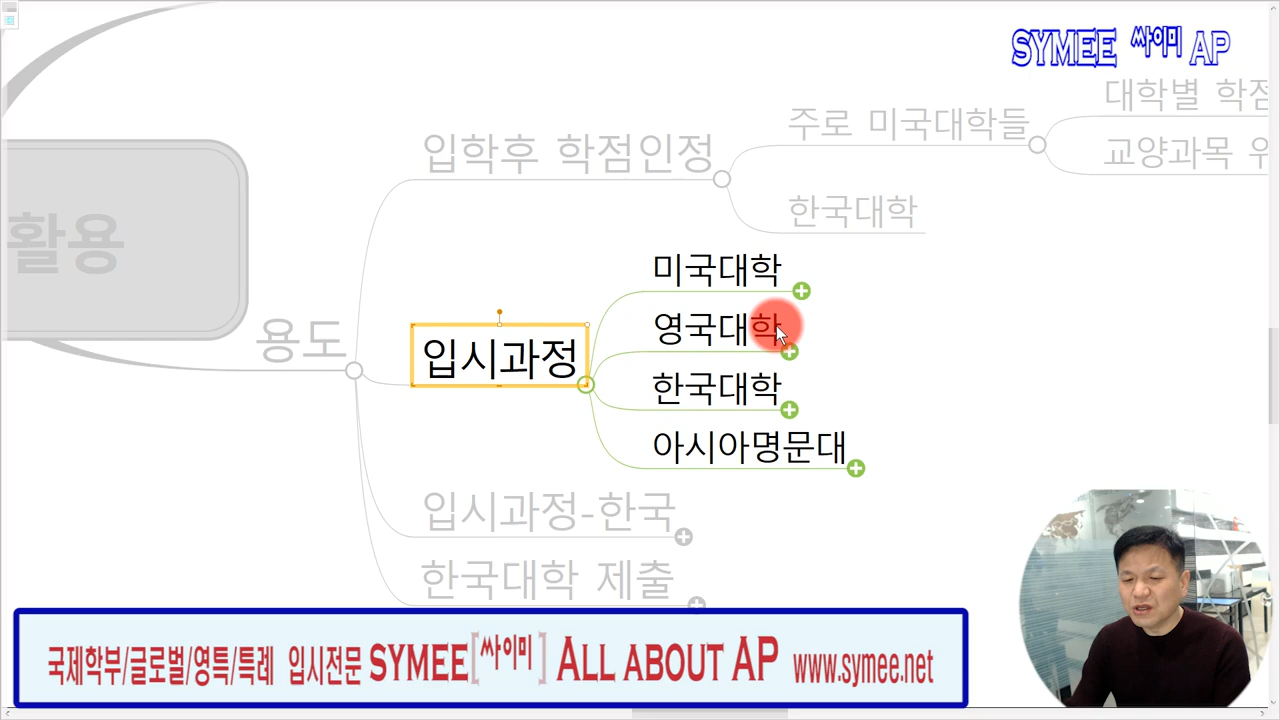 SYMEE 싸이미 AP
대학별 학점
주로 미국대학들
교양과목 위
입학후 학점인정
한국대학
활용
미국대학
영국대학
용도
입시과정
한국대학
아시아명문대
입시과정-한국
한국대학 제출
국제학부/글로벌/영특/특례 입시전문 SYMEE[싸이미] ALL ABOUT AP www.symee.net